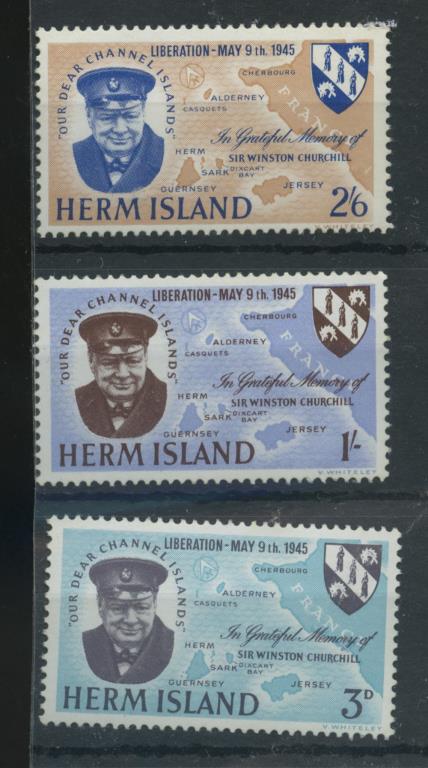 LIBERATION-MAY 9th. 1945
"OUR DEAR CHANNEL ISLANDS"
CHERBOURG
ALDERNEY
CASQUETS
FRANCE
In Grateful Memory of
HERM
SIR WINSTON CHURCHILL
SARK
DIXCART
BAY
GUERNSEY
JERSEY
HERM ISLAND
2/6
V. WHITELEY
LIBERATION-MAY 9th. 1945
"OUR DEAR CHANNEL ISLANDS"
CHERBOURG
ALDERNEY
CASQUETS
FRANCE
In Grateful Memory of
HERM
SIR WINSTON CHURCHILL
SARK
DIXCART
BAY
GUERNSEY
JERSEY
HERM ISLAND
1/-
V. WHITELEY
LIBERATION-MAY 9th. 1945
"OUR DEAR CHANNEL ISLANDS"
CHERBOURG
ALDERNEY
CASQUETS
FRANCE
In Grateful Memory of
HERM
SIR WINSTON CHURCHILL
SARK
DIXCART
BAY
GUERNSEY
JERSEY
HERM ISLAND
3D
V. WHITELEY